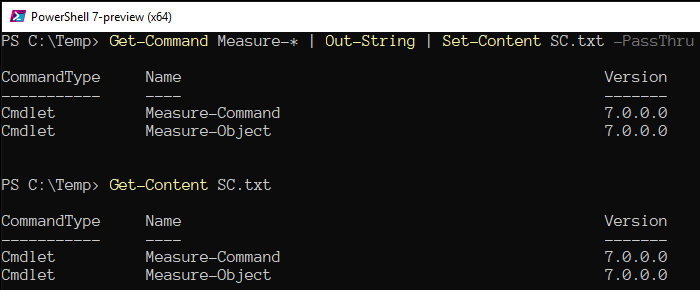 PowerShell 7-preview (x64)
PS C:\Temp> Get-Command Measure-* | Out-String | Set-Content SC.txt -PassThru
CommandType Name Version
----------- ---- -------
Cmdlet Measure-Command 7.0.0.0
Cmdlet Measure-Object 7.0.0.0
PS C:\Temp> Get-Content SC.txt
CommandType Name Version
----------- ---- -------
Cmdlet Measure-Command 7.0.0.0
Cmdlet Measure-Object 7.0.0.0